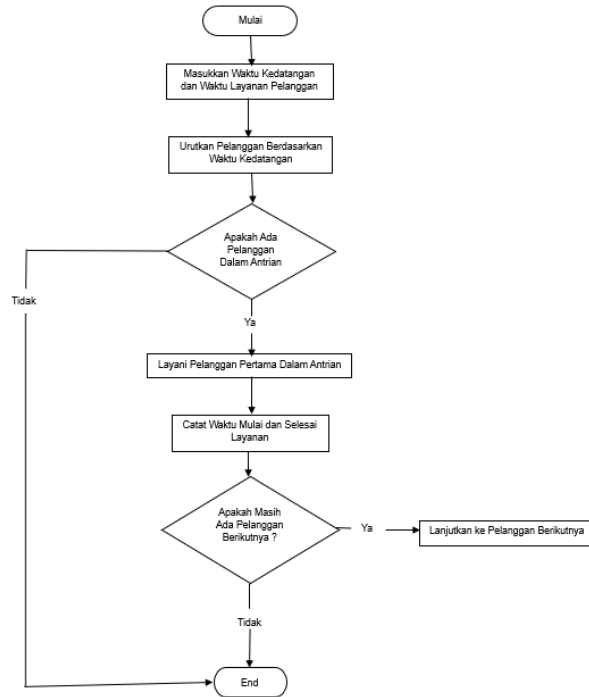 Mulai
Masukkan Waktu Kedatangan
dan Waktu Layanan Pelanggan
Urutkan Pelanggan Berdasarkan
Waktu Kedatangan
Apakah Ada
Pelanggan
Dalam Antrian
Tidak
Ya
Layani Pelanggan Pertama Dalam Antrian
Catat Waktu Mulai dan Selesai
Layanan
Apakah Masih
Ada Pelanggan
Berikutnya ?
Ya
Lanjutkan ke Pelanggan Berikutnya
Tidak
End